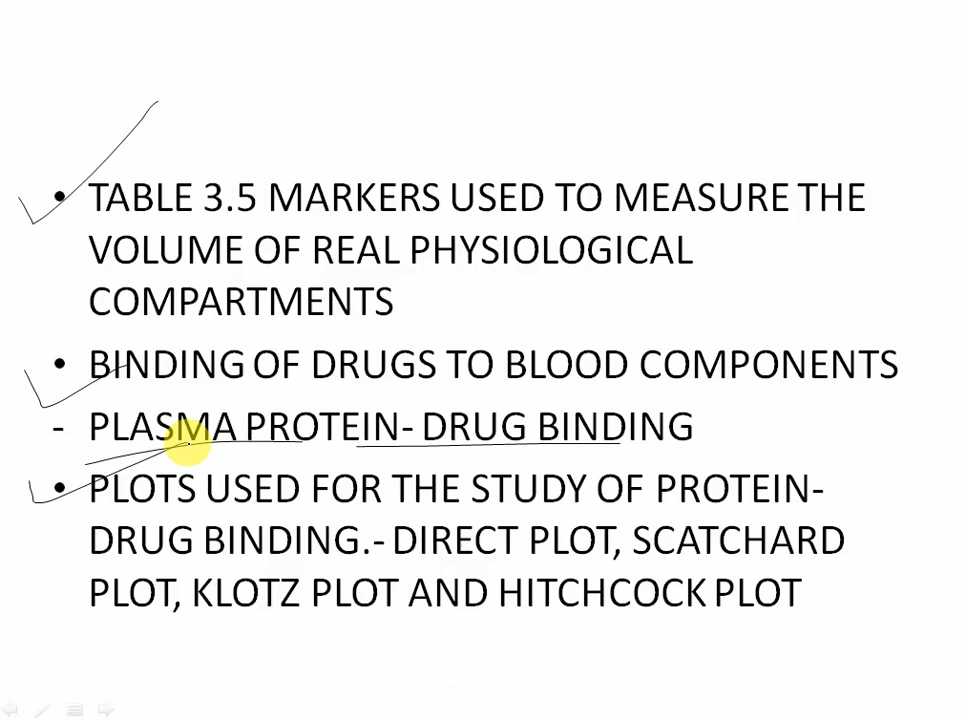 • TABLE 3.5 MARKERS USED TO MEASURE THE
VOLUME OF REAL PHYSIOLOGICAL
COMPARTMENTS
• BINDING OF DRUGS TO BLOOD COMPONENTS
- PLASMA PROTEIN- DRUG BINDING
• PLOTS USED FOR THE STUDY OF PROTEIN-
DRUG BINDING.- DIRECT PLOT, SCATCHARD
PLOT, KLOTZ PLOT AND HITCHCOCK PLOT